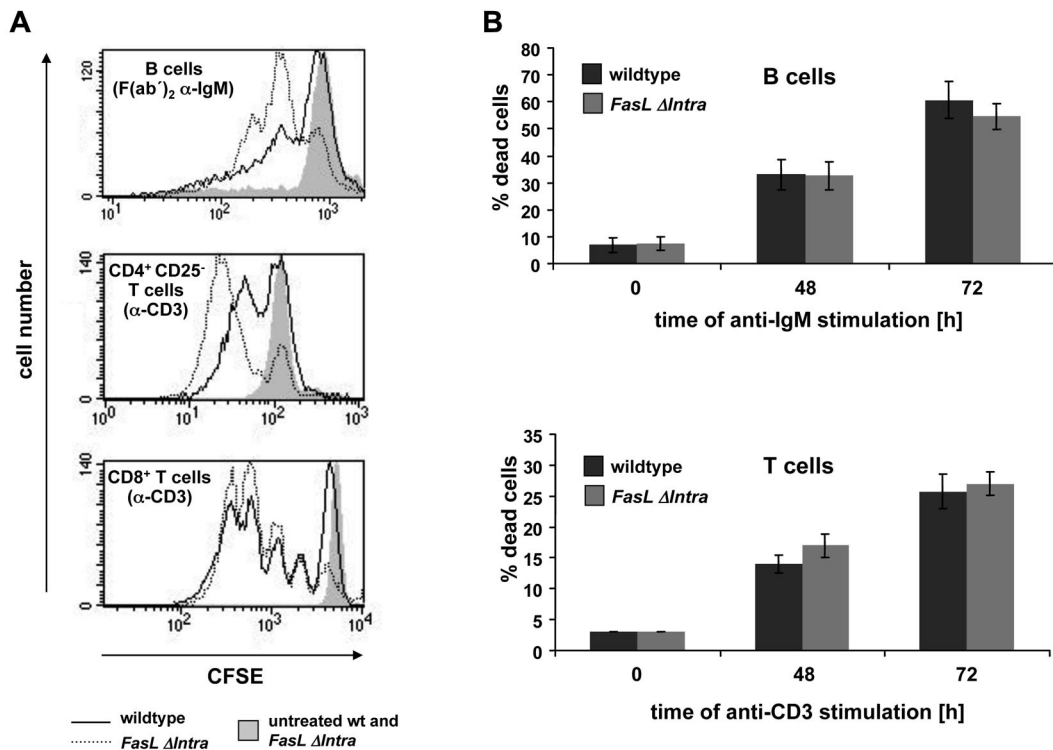 A
B cells
(F(ab´)₂ α-IgM)
120
0
10¹ 10² 10³
CD4⁺ CD25⁻
T cells
(α-CD3)
140
0
10⁰ 10¹ 10² 10³
CD8⁺ T cells
(α-CD3)
140
0
10² 10³ 10⁴
cell number
CFSE
wildtype
FasL ΔIntra
untreated wt and
FasL ΔIntra
B
B cells
wildtype
FasL ΔIntra
% dead cells
80
70
60
50
40
30
20
10
0
0 48 72
time of anti-IgM stimulation [h]
T cells
wildtype
FasL ΔIntra
% dead cells
35
30
25
20
15
10
5
0
0 48 72
time of anti-CD3 stimulation [h]